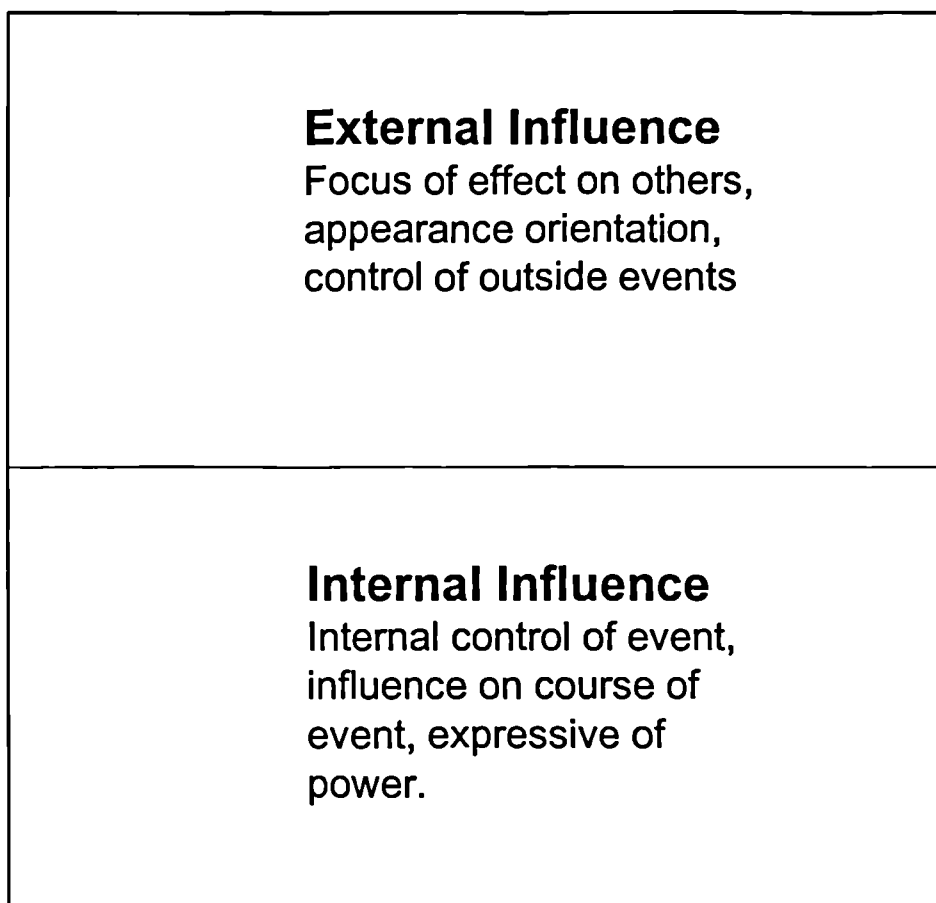 External Influence
Focus of effect on others,
appearance orientation,
control of outside events
Internal Influence
Internal control of event,
influence on course of
event, expressive of
power.